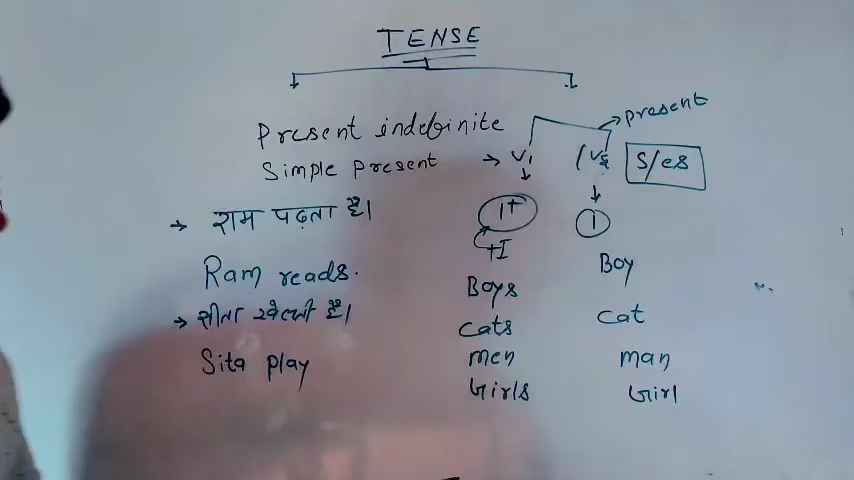 TENSE
Present indefinite
present
Simple Present → V1 / V5 S/es
→ राम पढ़ता है। 1+ 1
+I
Ram reads. Boys Boy
→ सीता खेलती है। Cats Cat
Sita play men man
Girls Girl